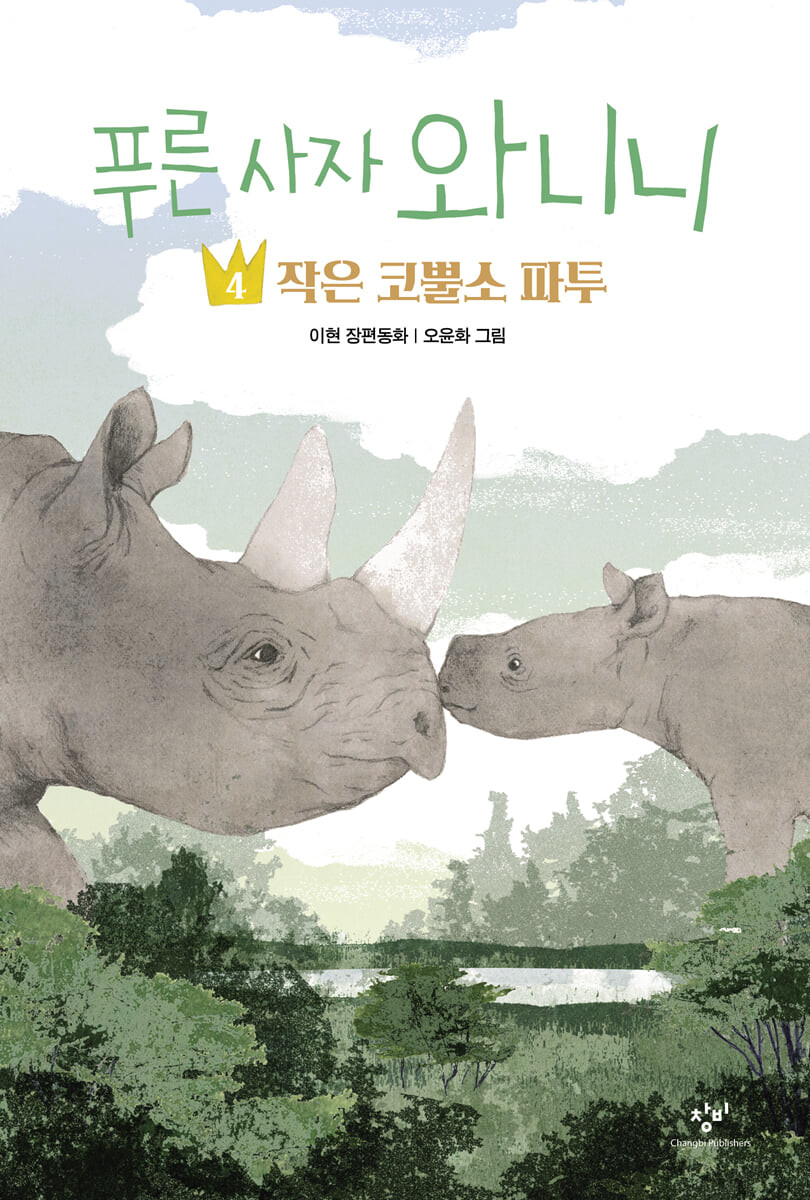 푸른 사자 와니니
4 작은 코뿔소 파투
이현 장편동화 | 오윤화 그림
창비
Changbi Publishers